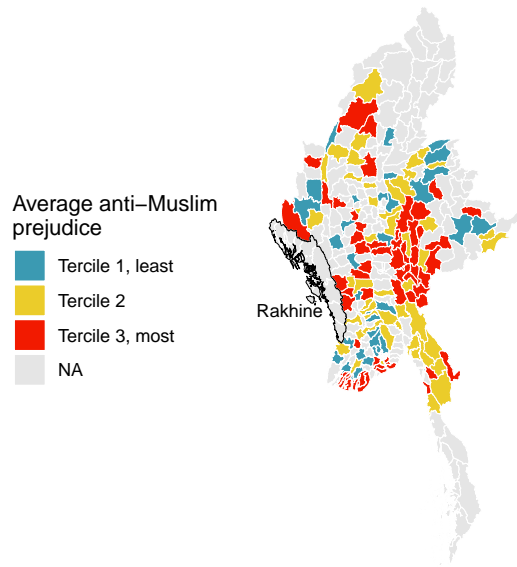 Average anti−Muslim
prejudice
Tercile 1, least
Tercile 2
Tercile 3, most
NA
Rakhine